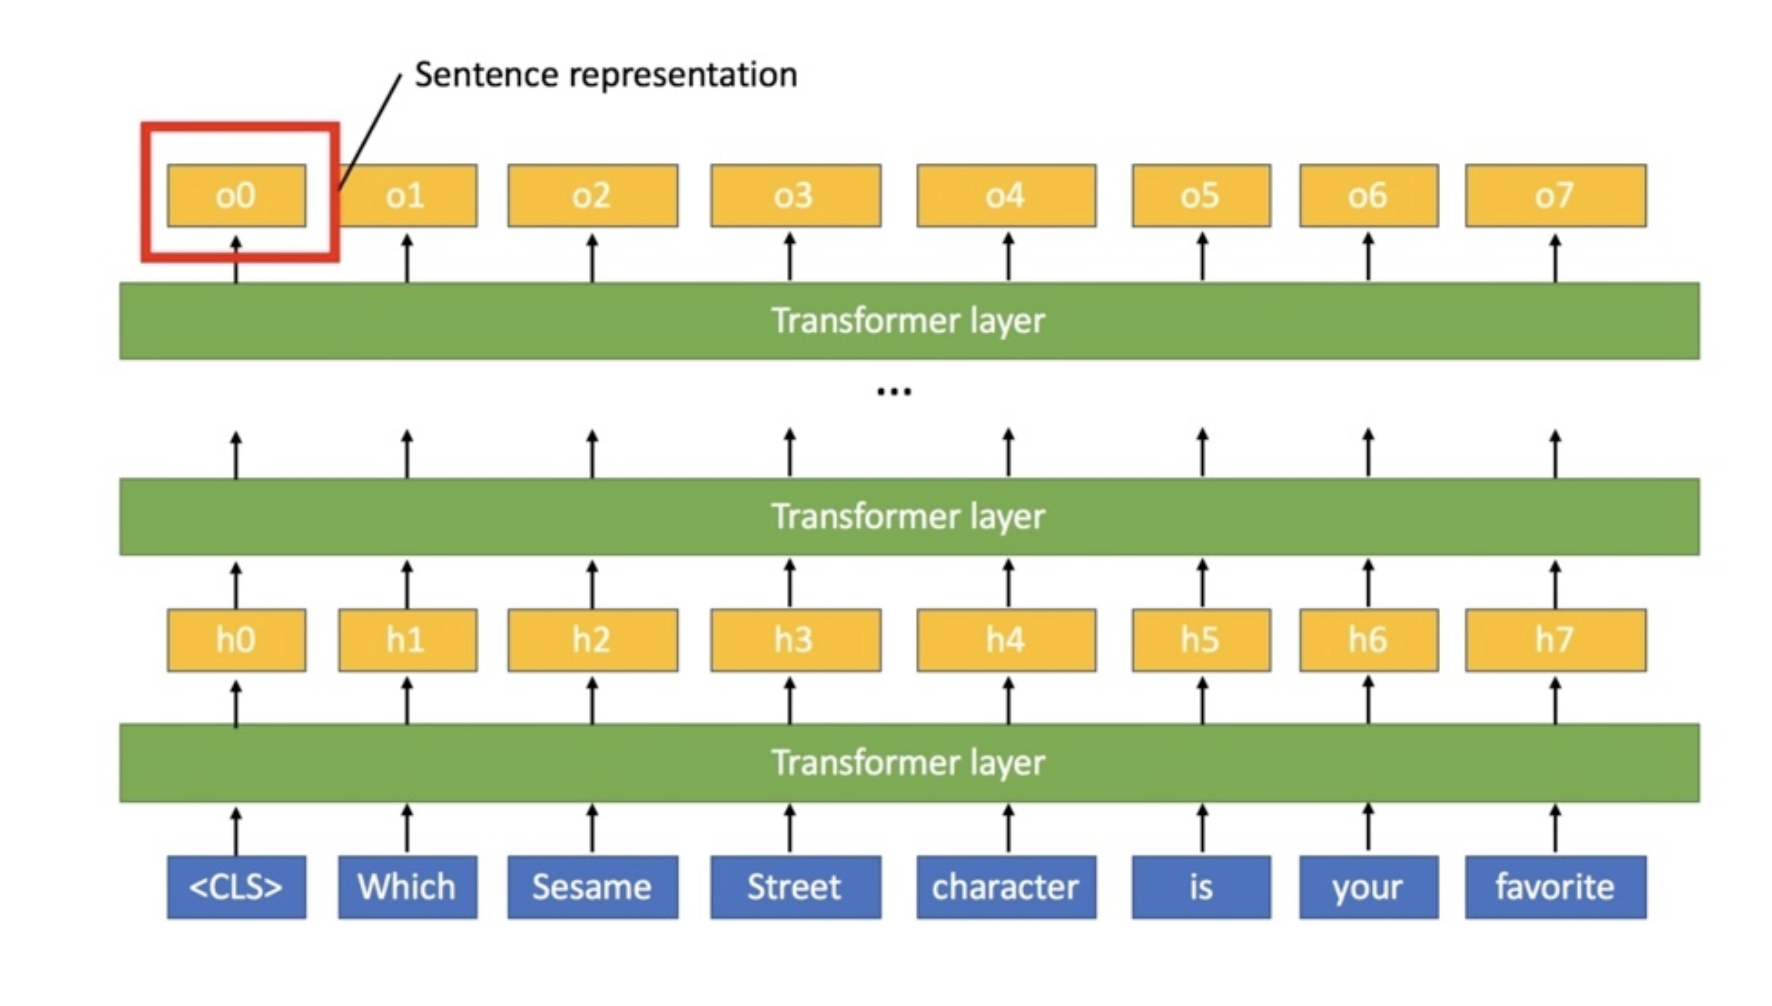 Sentence representation
o0 o1 o2 o3 o4 o5 o6 o7
Transformer layer
...
Transformer layer
h0 h1 h2 h3 h4 h5 h6 h7
Transformer layer
<CLS> Which Sesame Street character is your favorite